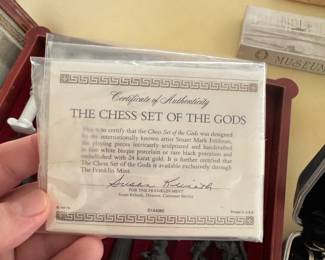 MUSEUM
Certificate of Authenticity
THE CHESS SET OF THE GODS
This is to certify that the Chess Set of the Gods was designed
by the internationally known artist Stuart Mark Feldman,
the playing pieces intricately sculptured and handcrafted
in fine white bisque porcelain or rare black porcelain and
embellished with 24 karat gold. It is further certified that
The Chess Set of the Gods is available exclusively through
The Franklin Mint.
FOR THE FRANKLIN MINT
Director, Customer Service